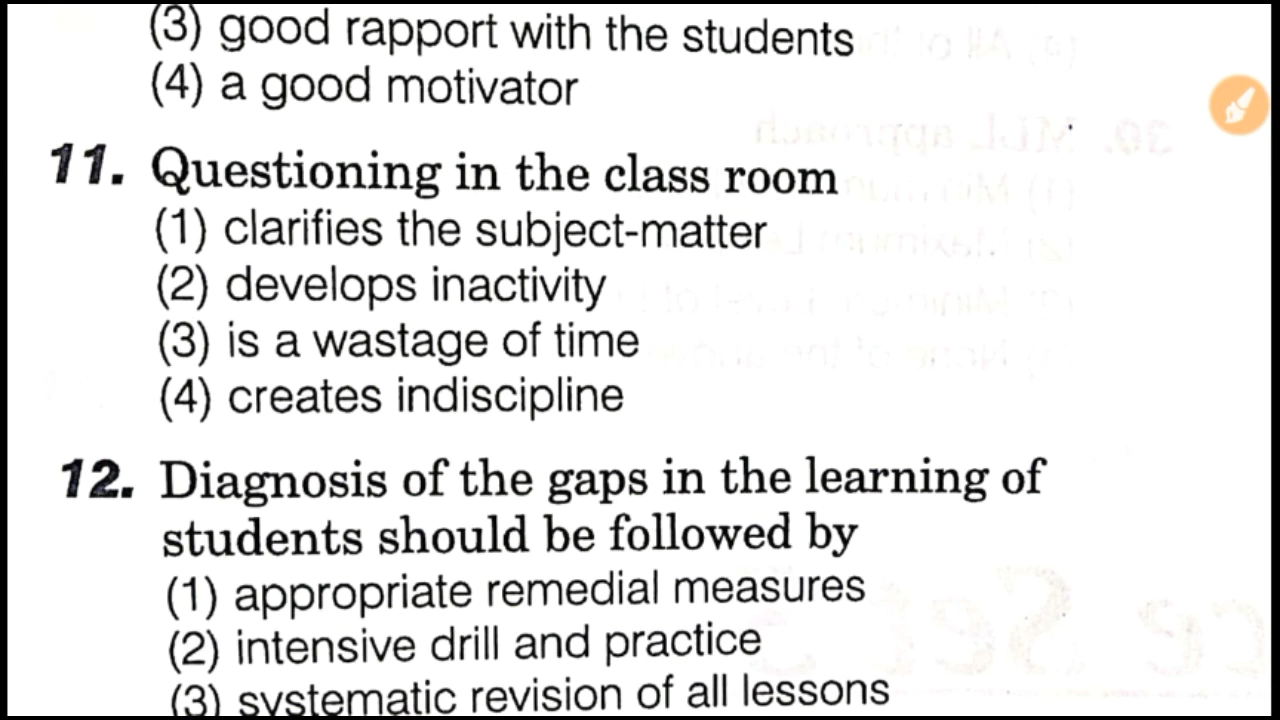 (3) good rapport with the students
(4) a good motivator
11. Questioning in the class room
(1) clarifies the subject-matter
(2) develops inactivity
(3) is a wastage of time
(4) creates indiscipline
12. Diagnosis of the gaps in the learning of
students should be followed by
(1) appropriate remedial measures
(2) intensive drill and practice
(3) systematic revision of all lessons